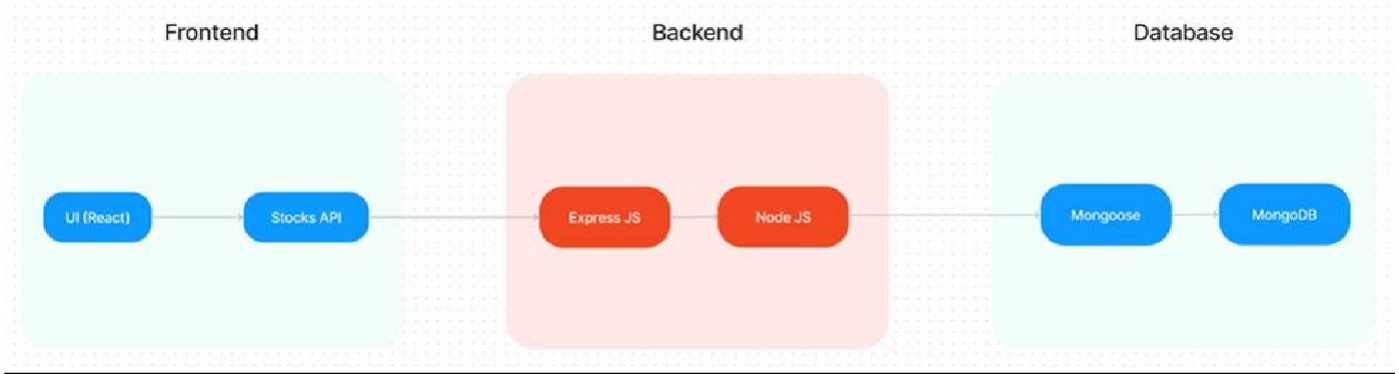 Frontend
Backend
Database
UI (React)
Stocks API
Express JS
Node JS
Mongoose
MongoDB